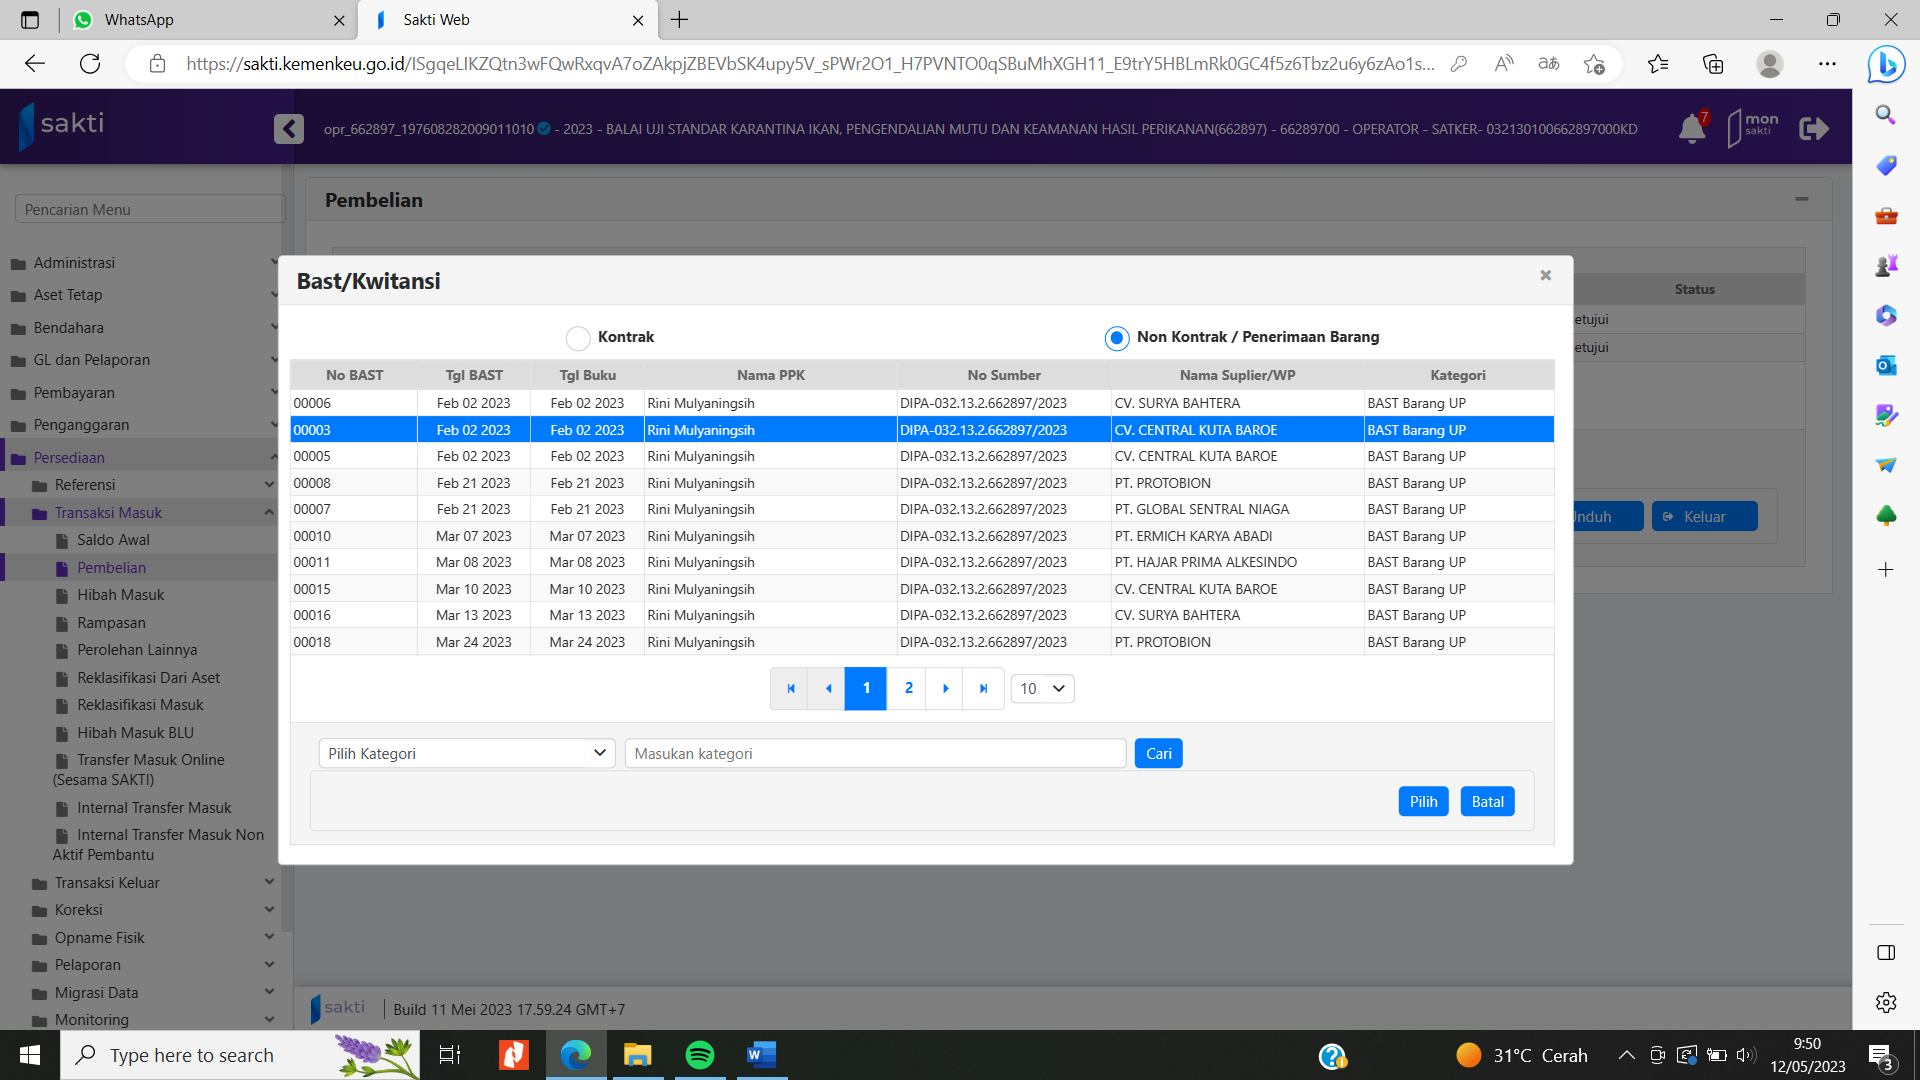 WhatsApp
Sakti Web
https://sakti.kemenkeu.go.id/ISgqeLIKZQtn3wFQwRxqvA7oZAkpjZBEVbSK4upy5V_sPWr2O1_H7PVNTO0qSBuMhXGH11_E9trY5HBLmRk0GC4f5z6Tbz2u6y6zAo1s...
sakti
opr_662897_197608282009011010 - 2023 - BALAI UJI STANDAR KARANTINA IKAN, PENGENDALIAN MUTU DAN KEAMANAN HASIL PERIKANAN(662897) - 66289700 - OPERATOR - SATKER- 032130100662897000KD
7
mon
sakti
Pencarian Menu
Administrasi
Aset Tetap
Bendahara
GL dan Pelaporan
Pembayaran
Penganggaran
Persediaan
Referensi
Transaksi Masuk
Saldo Awal
Pembelian
Hibah Masuk
Rampasan
Perolehan Lainnya
Reklasifikasi Dari Aset
Reklasifikasi Masuk
Hibah Masuk BLU
Transfer Masuk Online
(Sesama SAKTI)
Internal Transfer Masuk
Internal Transfer Masuk Non
Aktif Pembantu
Transaksi Keluar
Koreksi
Opname Fisik
Pelaporan
Migrasi Data
Monitoring
Pembelian
Status
etujui
etujui
Unduh
Keluar
Bast/Kwitansi
Kontrak
Non Kontrak / Penerimaan Barang
No BAST Tgl BAST Tgl Buku Nama PPK No Sumber Nama Suplier/WP Kategori
00006 Feb 02 2023 Feb 02 2023 Rini Mulyaningsih DIPA-032.13.2.662897/2023 CV. SURYA BAHTERA BAST Barang UP
00003 Feb 02 2023 Feb 02 2023 Rini Mulyaningsih DIPA-032.13.2.662897/2023 CV. CENTRAL KUTA BAROE BAST Barang UP
00005 Feb 02 2023 Feb 02 2023 Rini Mulyaningsih DIPA-032.13.2.662897/2023 CV. CENTRAL KUTA BAROE BAST Barang UP
00008 Feb 21 2023 Feb 21 2023 Rini Mulyaningsih DIPA-032.13.2.662897/2023 PT. PROTOBION BAST Barang UP
00007 Feb 21 2023 Feb 21 2023 Rini Mulyaningsih DIPA-032.13.2.662897/2023 PT. GLOBAL SENTRAL NIAGA BAST Barang UP
00010 Mar 07 2023 Mar 07 2023 Rini Mulyaningsih DIPA-032.13.2.662897/2023 PT. ERMICH KARYA ABADI BAST Barang UP
00011 Mar 08 2023 Mar 08 2023 Rini Mulyaningsih DIPA-032.13.2.662897/2023 PT. HAJAR PRIMA ALKESINDO BAST Barang UP
00015 Mar 10 2023 Mar 10 2023 Rini Mulyaningsih DIPA-032.13.2.662897/2023 CV. CENTRAL KUTA BAROE BAST Barang UP
00016 Mar 13 2023 Mar 13 2023 Rini Mulyaningsih DIPA-032.13.2.662897/2023 CV. SURYA BAHTERA BAST Barang UP
00018 Mar 24 2023 Mar 24 2023 Rini Mulyaningsih DIPA-032.13.2.662897/2023 PT. PROTOBION BAST Barang UP
1 2 10
Pilih Kategori
Masukan kategori
Cari
Pilih
Batal
sakti
Build 11 Mei 2023 17.59.24 GMT+7
Type here to search
31°C Cerah
9:50
12/05/2023
3